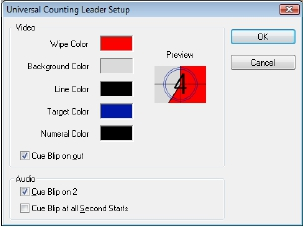 Universal Counting Leader Setup
Video
Wipe Color
Background Color
Line Color
Target Color
Numeral Color
Cue Blip on out
Preview
4
OK
Cancel
Audio
Cue Blip on 2
Cue Blip at all Second Starts